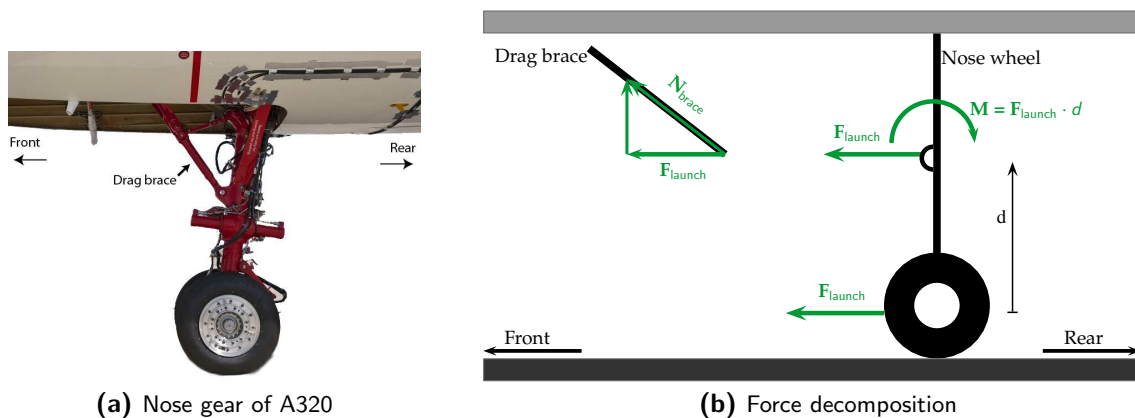 Front
Rear
Drag brace
(a) Nose gear of A320
Drag brace
Nose wheel
N_brace
M = F_launch · d
F_launch
F_launch
d
F_launch
Front
Rear
(b) Force decomposition